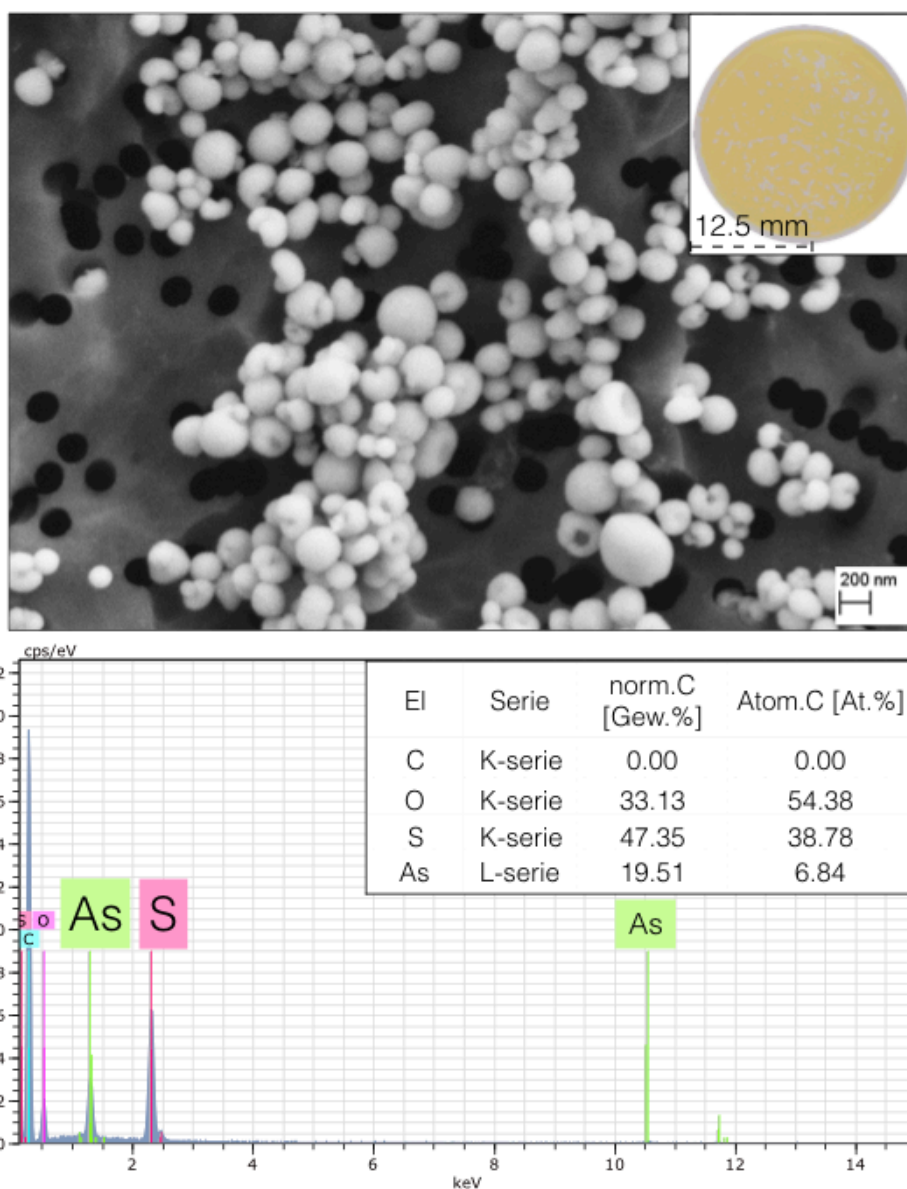 12.5 mm
200 nm
cps/eV
El Serie norm.C [Gew.%] Atom.C [At.%]
C K-serie 0.00 0.00
O K-serie 33.13 54.38
S K-serie 47.35 38.78
As L-serie 19.51 6.84
As S As
S O
C
2 4 6 8 10 12 14
keV